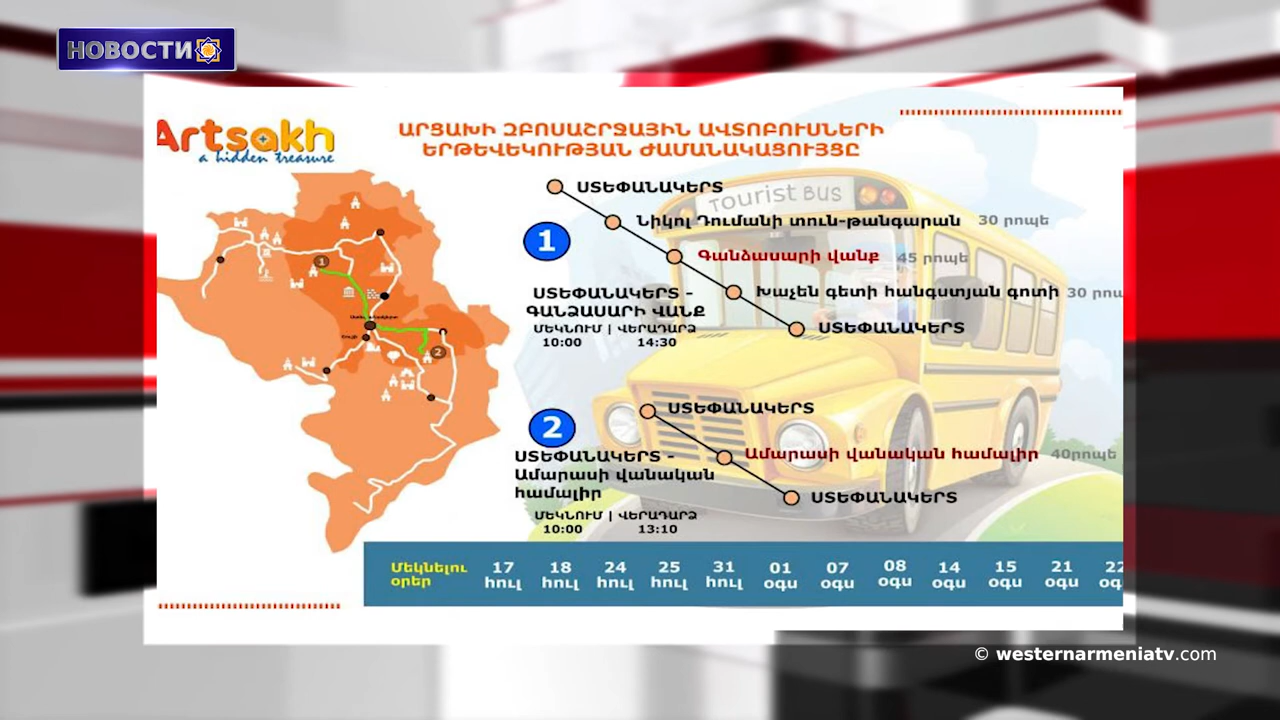 НОВОСТИ
Artsakh
a hidden treasure
ԱՐՑԱԽԻ ԶԲՈՍԱՇՐՋԱՅԻՆ ԱՎՏՈԲՈՒՍՆԵՐԻ
ԵՐԹԵՎԵԿՈՒԹՅԱՆ ԺԱՄԱՆԱԿԱՑՈՒՅՑԸ
TOURIST BUS
1
ՍՏԵՓԱՆԱԿԵՐՏ
Նիկոլ Դումանի տուն-թանգարան 30 րոպե
Գանձասարի վանք 45 րոպե
Խաչեն գետի հանգստյան գոտի 30
ՍՏԵՓԱՆԱԿԵՐՏ
ՍՏԵՓԱՆԱԿԵՐՏ -
ԳԱՆՁԱՍԱՐԻ ՎԱՆՔ
ՄԵԿՆՈՒՄ | ՎԵՐԱԴԱՐՁ
10:00 14:30
1
2
2
ՍՏԵՓԱՆԱԿԵՐՏ
Ամարասի վանական համալիր 40րոպե
ՍՏԵՓԱՆԱԿԵՐՏ
ՍՏԵՓԱՆԱԿԵՐՏ -
Ամարասի վանական
համալիր
ՄԵԿՆՈՒՄ | ՎԵՐԱԴԱՐՁ
10:00 13:10
Մեկնելու 17 18 24 25 31 01 07 08 14 15 21 22
օրեր հուլ հուլ հուլ հուլ հուլ օգս օգս օգս օգս օգս օգս
© westernarmeniatv.com